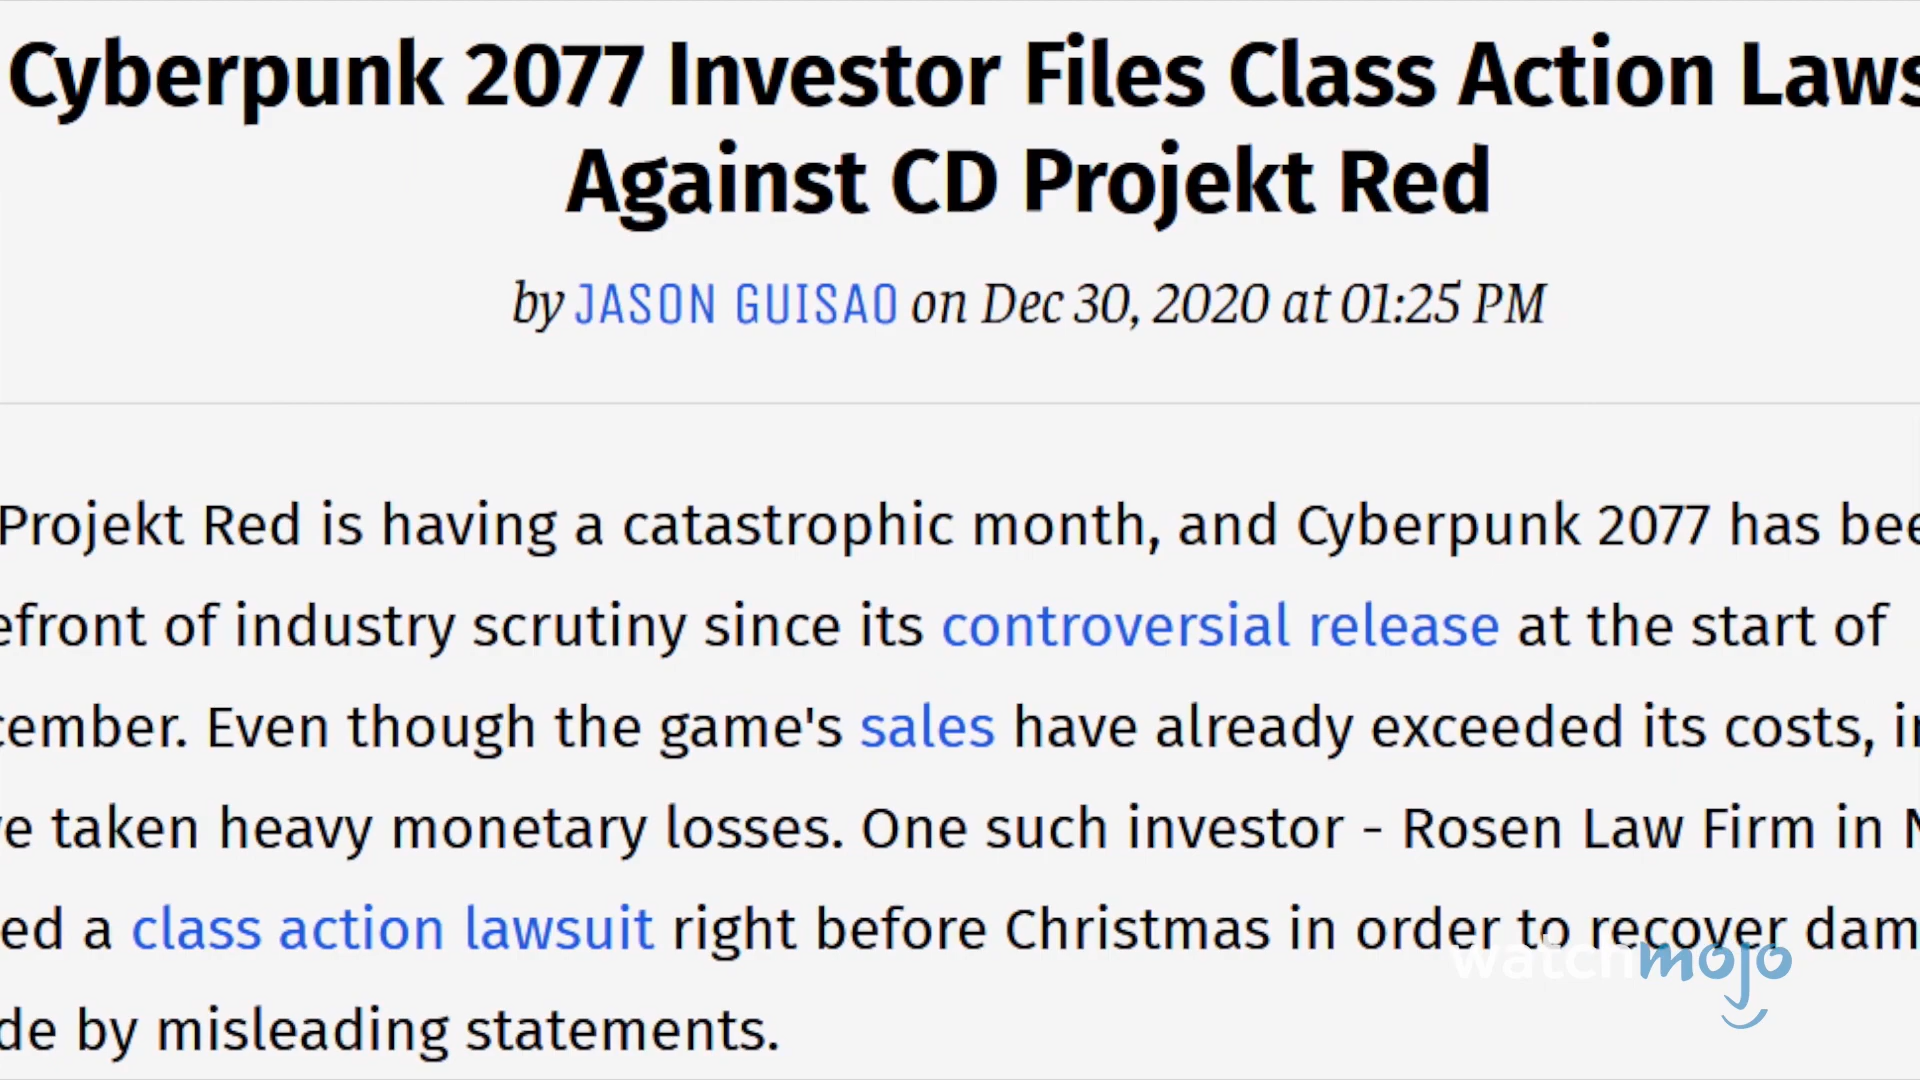 Cyberpunk 2077 Investor Files Class Action Laws
Against CD Projekt Red
by JASON GUISAO on Dec 30, 2020 at 01:25 PM
Projekt Red is having a catastrophic month, and Cyberpunk 2077 has bee
efront of industry scrutiny since its controversial release at the start of
cember. Even though the game's sales have already exceeded its costs, in
ve taken heavy monetary losses. One such investor - Rosen Law Firm in N
ed a class action lawsuit right before Christmas in order to recover dam
de by misleading statements.
watchmojo